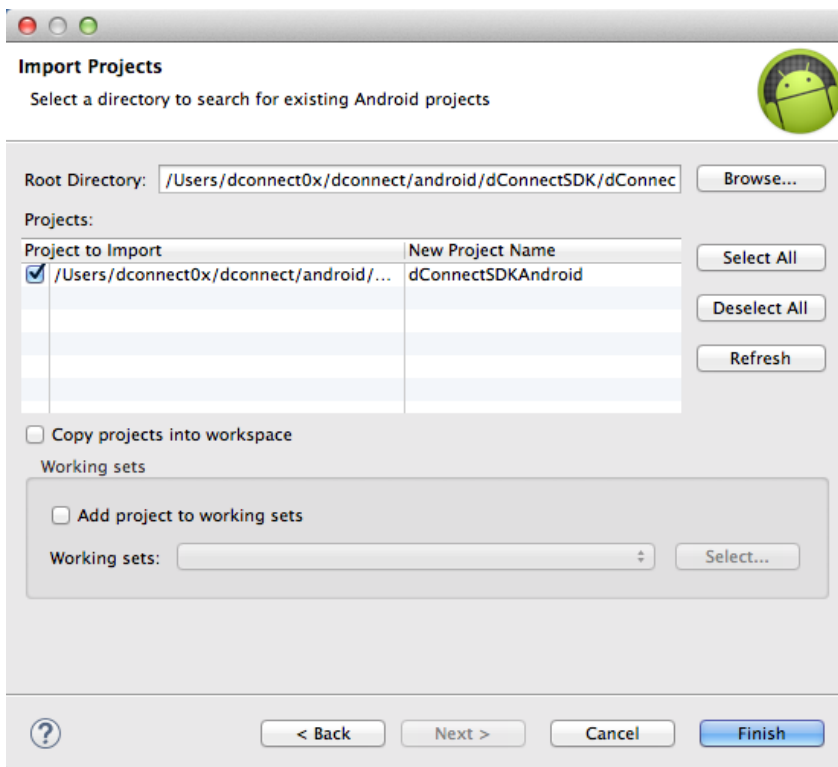 Import Projects
Select a directory to search for existing Android projects
Root Directory: /Users/dconnect0x/dconnect/android/dConnectSDK/dConnec Browse...
Projects:
Project to Import New Project Name
/Users/dconnect0x/dconnect/android/... dConnectSDKAndroid
Select All
Deselect All
Refresh
Copy projects into workspace
Working sets
Add project to working sets
Working sets: Select...
? < Back Next > Cancel Finish